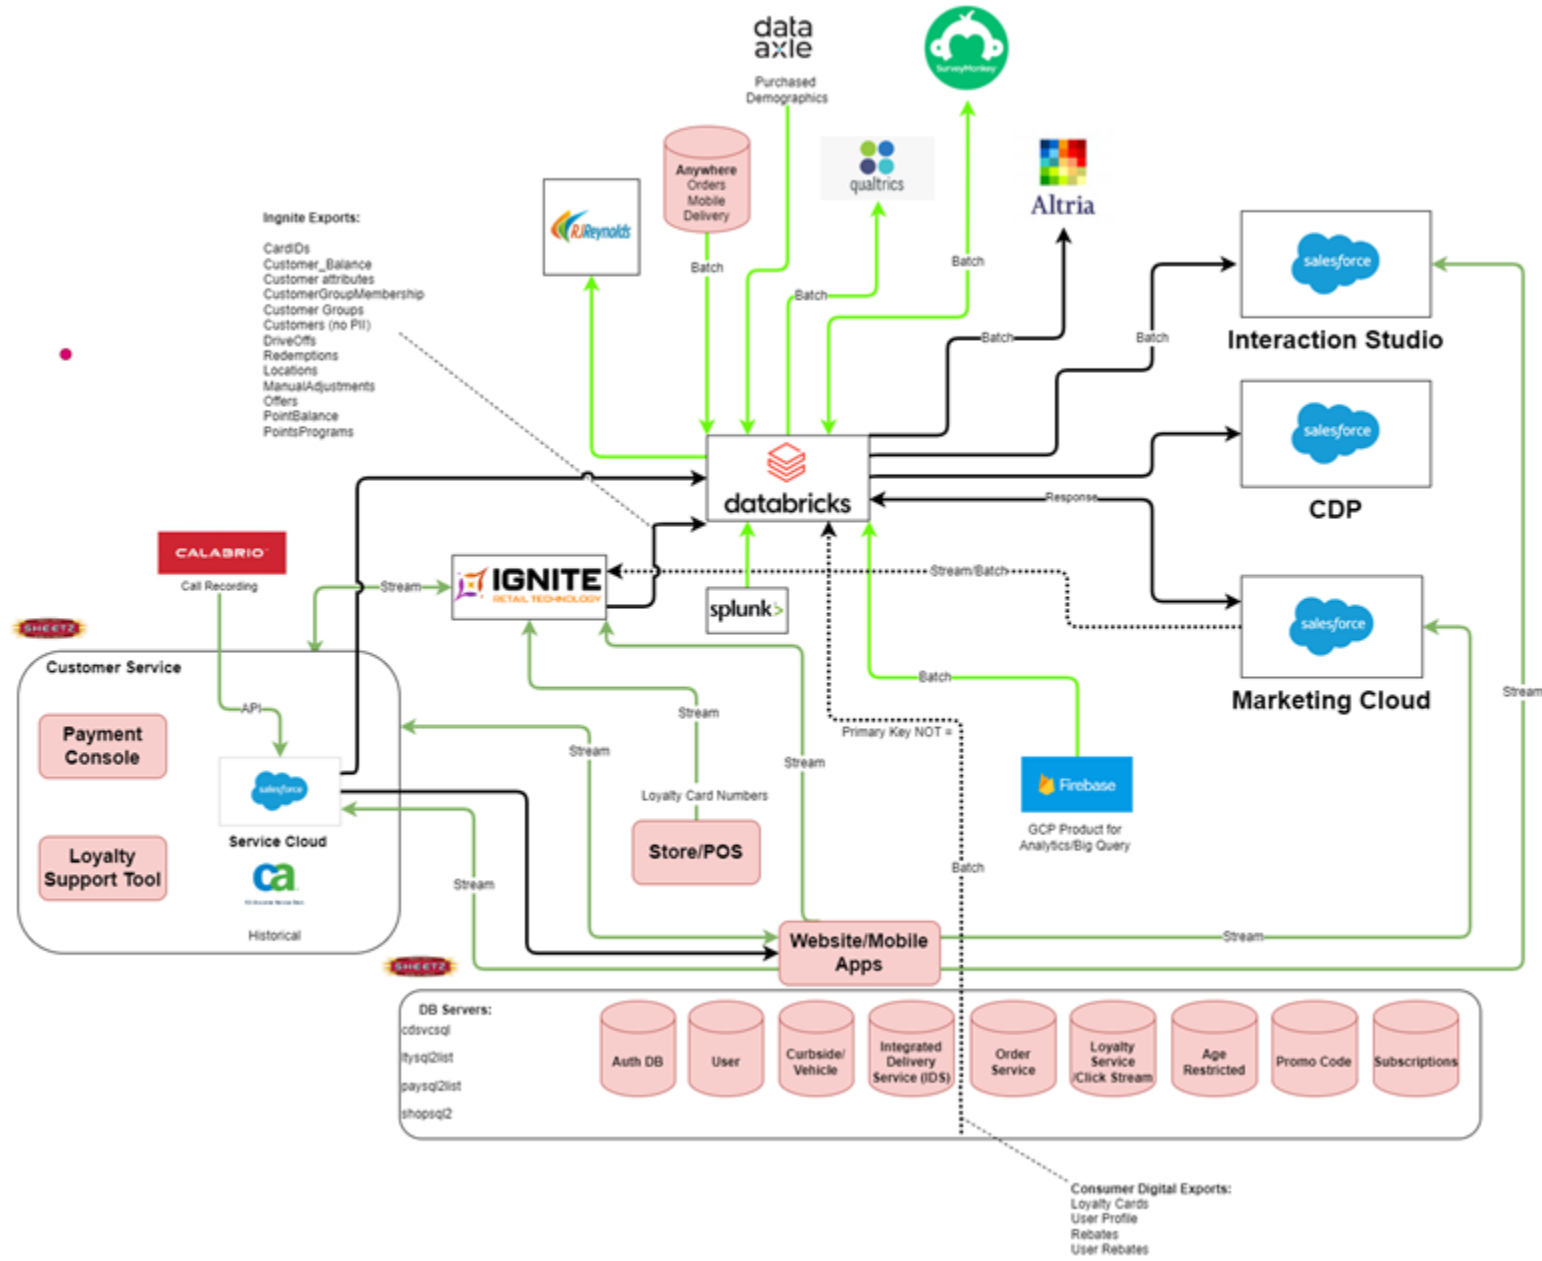 data
axle
Purchased
Demographics
SurveyMonkey
Anywhere
Orders
Mobile
Delivery
qualtrics
Altria
RJReynolds
Ingnite Exports:
CardIDs
Customer_Balance
Customer attributes
CustomerGroupMembership
Customer Groups
Customers (no PII)
DriveOffs
Redemptions
Locations
ManualAdjustments
Offers
PointBalance
PointsPrograms
Batch
Batch
Batch
Batch
Batch
salesforce
Interaction Studio
salesforce
CDP
databricks
Response
CALABRIO
Call Recording
Stream
IGNITE
RETAIL TECHNOLOGY
splunk>
Stream/Batch
salesforce
Marketing Cloud
SHEETZ
Customer Service
Payment
Console
API
salesforce
Service Cloud
Loyalty
Support Tool
ca
Historical
Stream
Stream
Stream
Stream
Batch
Primary Key NOT =
Stream
Loyalty Card Numbers
Store/POS
Firebase
GCP Product for
Analytics/Big Query
Batch
Website/Mobile
Apps
Stream
SHEETZ
DB Servers:
cdsvcsql
ltysql2list
paysql2list
shopsql2
Auth DB
User
Curbside/
Vehicle
Integrated
Delivery
Service (IDS)
Order
Service
Loyalty
Service
/Click Stream
Age
Restricted
Promo Code
Subscriptions
Consumer Digital Exports:
Loyalty Cards
User Profile
Rebates
User Rebates